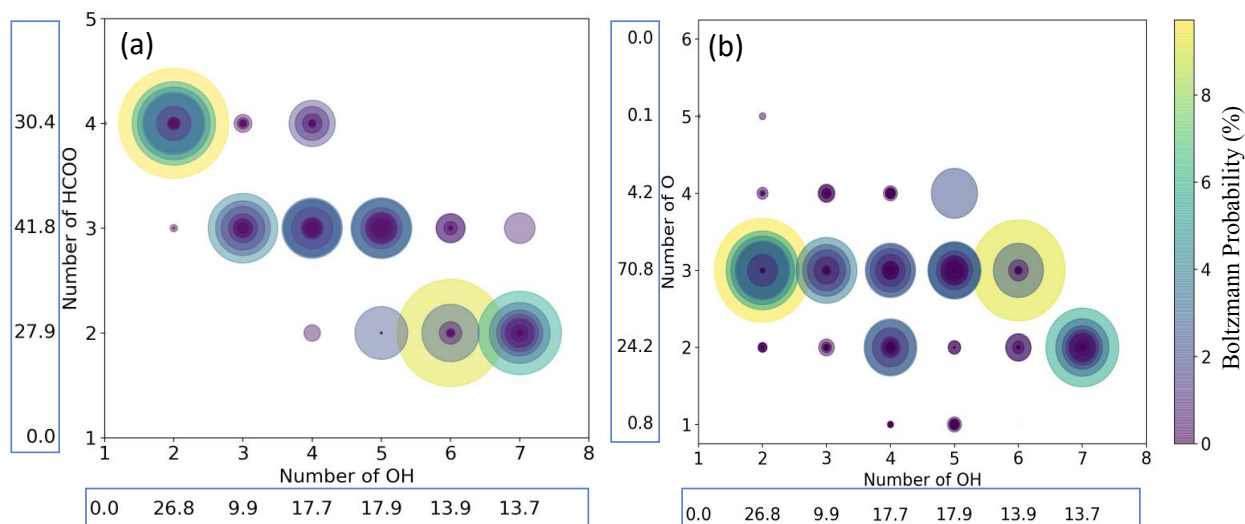 (a)
5
4
3
2
1
30.4
41.8
27.9
0.0
Number of HCOO
1 2 3 4 5 6 7 8
Number of OH
0.0 26.8 9.9 17.7 17.9 13.9 13.7
(b)
6
5
4
3
2
1
0.0
0.1
4.2
70.8
24.2
0.8
Number of O
1 2 3 4 5 6 7 8
Number of OH
0.0 26.8 9.9 17.7 17.9 13.9 13.7
8
6
4
2
0
Boltzmann Probability (%)